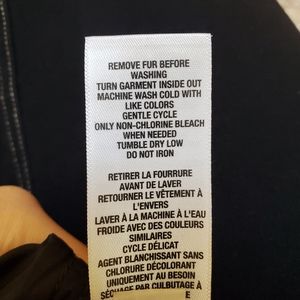 REMOVE FUR BEFORE
WASHING
TURN GARMENT INSIDE OUT
MACHINE WASH COLD WITH
LIKE COLORS
GENTLE CYCLE
ONLY NON-CHLORINE BLEACH
WHEN NEEDED
TUMBLE DRY LOW
DO NOT IRON
RETIRER LA FOURRURE
AVANT DE LAVER
RETOURNER LE VÊTEMENT À
L'ENVERS
LAVER À LA MACHINE À L'EAU
FROIDE AVEC DES COULEURS
SIMILAIRES
CYCLE DÉLICAT
AGENT BLANCHISSANT SANS
CHLORURE DÉCOLORANT
UNIQUEMENT AU BESOIN
SÉCHAGE PAR CULBUTAGE À